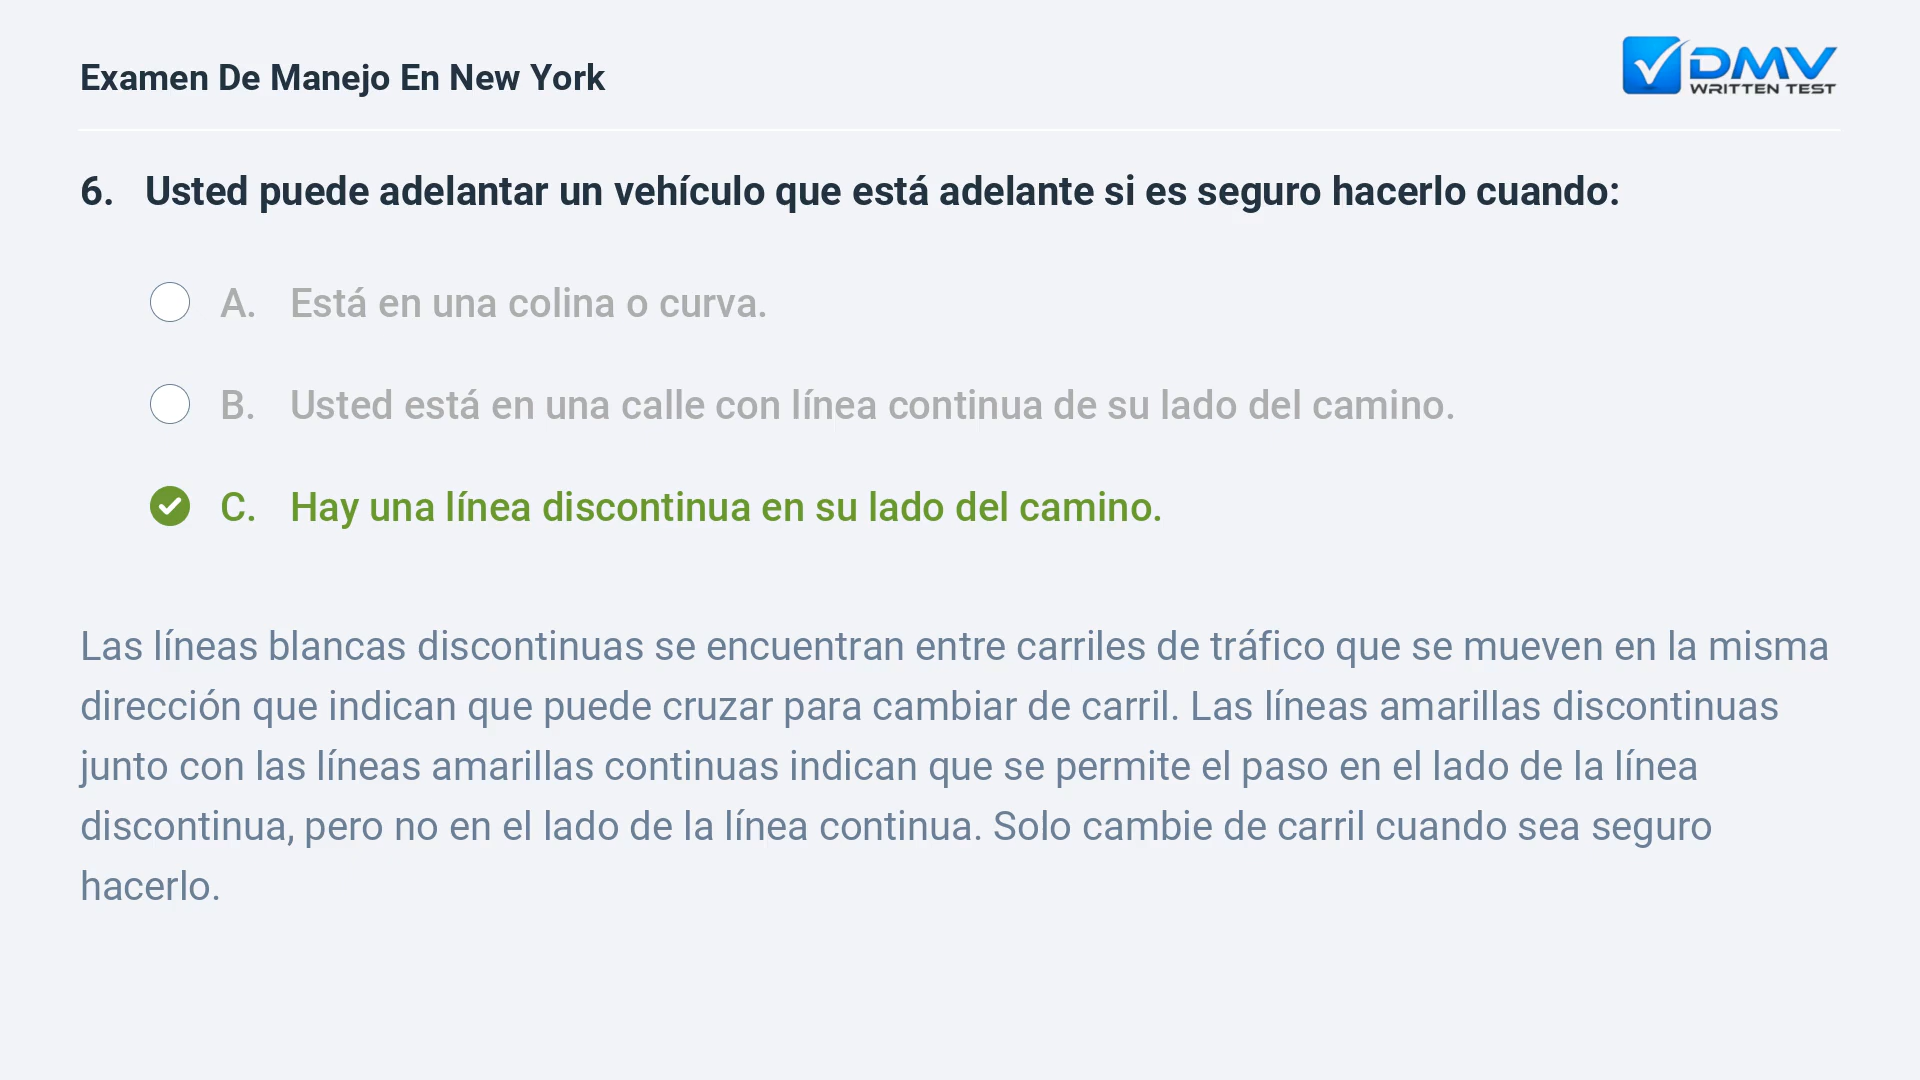 Examen De Manejo En New York
DMV
WRITTEN TEST
6. Usted puede adelantar un vehículo que está adelante si es seguro hacerlo cuando:
A. Está en una colina o curva.
B. Usted está en una calle con línea continua de su lado del camino.
C. Hay una línea discontinua en su lado del camino.
Las líneas blancas discontinuas se encuentran entre carriles de tráfico que se mueven en la misma
dirección que indican que puede cruzar para cambiar de carril. Las líneas amarillas discontinuas
junto con las líneas amarillas continuas indican que se permite el paso en el lado de la línea
discontinua, pero no en el lado de la línea continua. Solo cambie de carril cuando sea seguro
hacerlo.